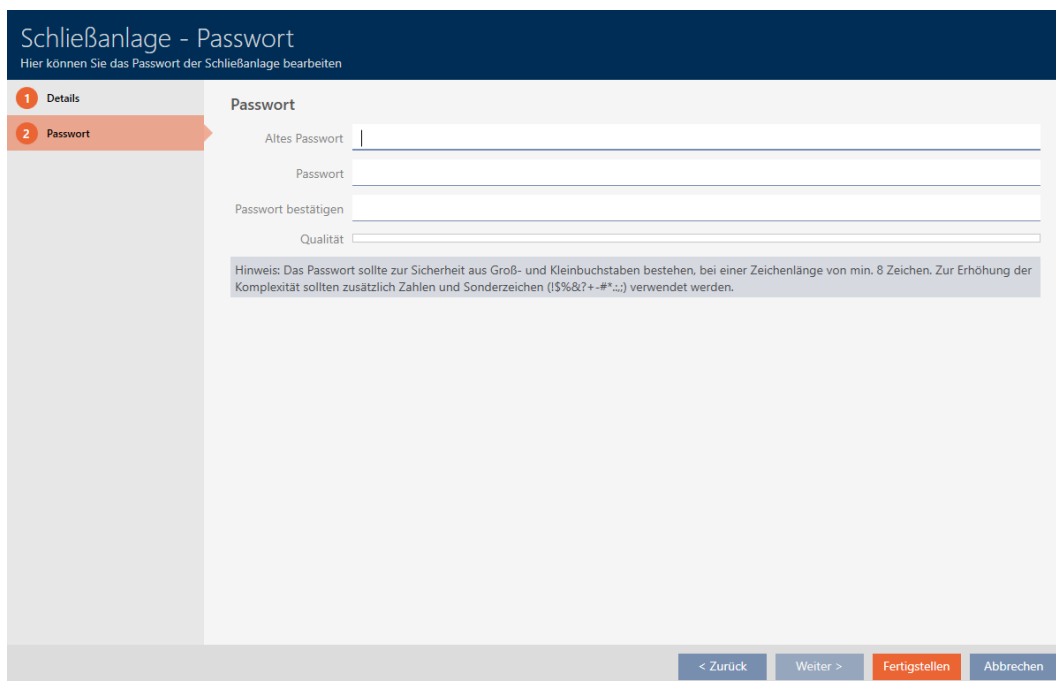 Schließanlage - Passwort
Hier können Sie das Passwort der Schließanlage bearbeiten
1 Details
2 Passwort
Passwort
Altes Passwort
Passwort
Passwort bestätigen
Qualität
Hinweis: Das Passwort sollte zur Sicherheit aus Groß- und Kleinbuchstaben bestehen, bei einer Zeichenlänge von min. 8 Zeichen. Zur Erhöhung der
Komplexität sollten zusätzlich Zahlen und Sonderzeichen (!$%&?+-#*.:,;) verwendet werden.
< Zurück Weiter > Fertigstellen Abbrechen